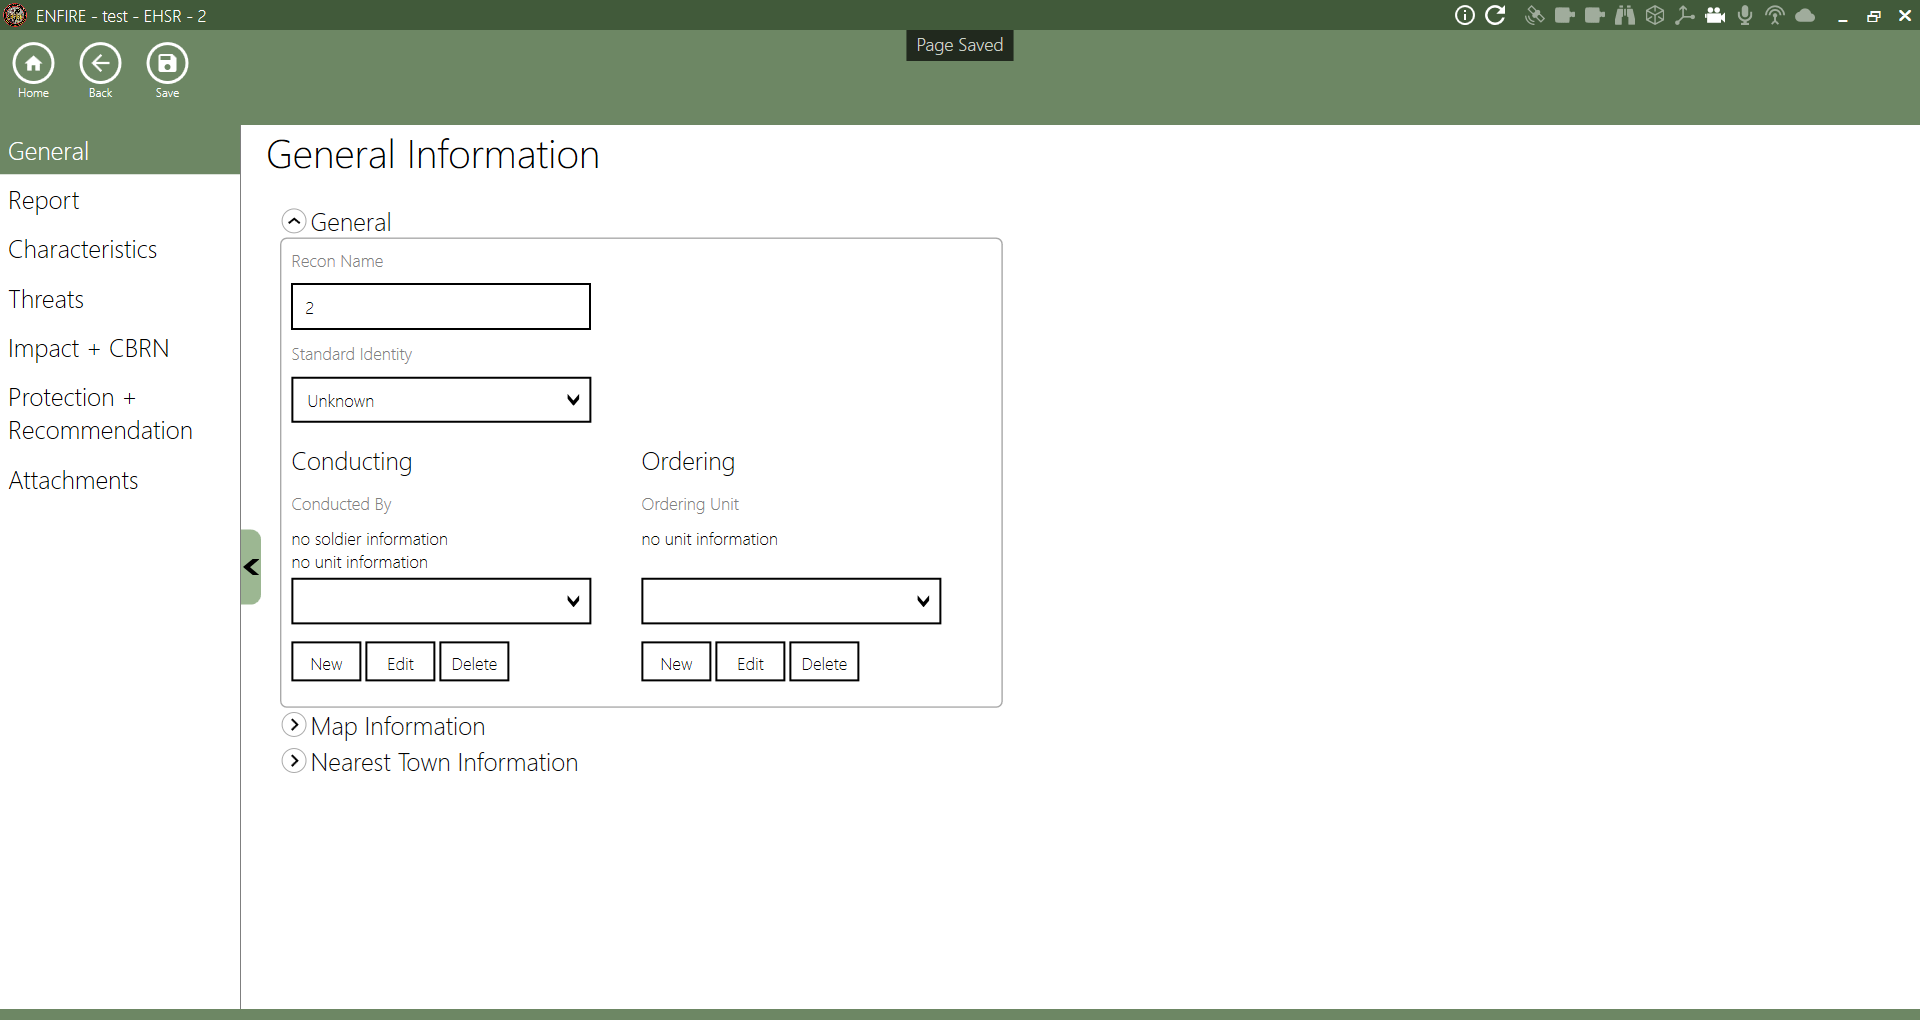 ENFIRE - test - EHSR - 2
Page Saved
Home
Back
Save
General
Report
Characteristics
Threats
Impact + CBRN
Protection +
Recommendation
Attachments
General Information
General
Recon Name
2
Standard Identity
Unknown
Conducting
Ordering
Conducted By
Ordering Unit
no soldier information
no unit information
no unit information
New
Edit
Delete
New
Edit
Delete
Map Information
Nearest Town Information